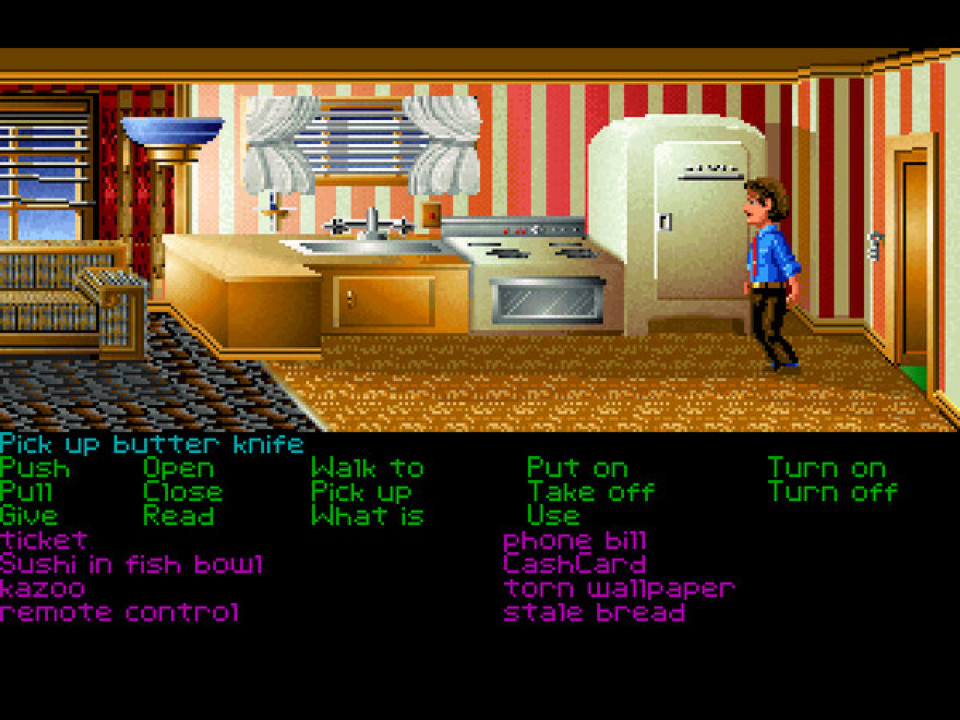 Pick up butter knife
Push Open Walk to Put on Turn on
Pull Close Pick up Take off Turn off
Give Read What is Use
ticket phone bill
Sushi in fish bowl CashCard
kazoo torn wallpaper
remote control stale bread